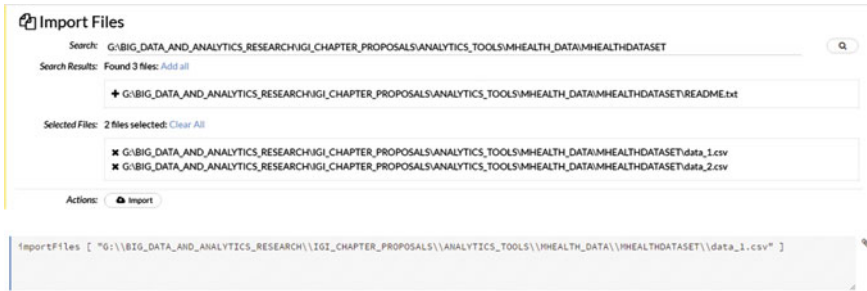 Import Files
Search: G:\BIG_DATA_AND_ANALYTICS_RESEARCH\IGI_CHAPTER_PROPOSALS\ANALYTICS_TOOLS\MHEALTH_DATA\MHEALTHDATASET
Search Results: Found 3 files: Add all
G:\BIG_DATA_AND_ANALYTICS_RESEARCH\IGI_CHAPTER_PROPOSALS\ANALYTICS_TOOLS\MHEALTH_DATA\MHEALTHDATASET\README.txt
Selected Files: 2 files selected: Clear All
G:\BIG_DATA_AND_ANALYTICS_RESEARCH\IGI_CHAPTER_PROPOSALS\ANALYTICS_TOOLS\MHEALTH_DATA\MHEALTHDATASET\data_1.csv
G:\BIG_DATA_AND_ANALYTICS_RESEARCH\IGI_CHAPTER_PROPOSALS\ANALYTICS_TOOLS\MHEALTH_DATA\MHEALTHDATASET\data_2.csv
Actions: Import
importFiles [ "G:\\BIG_DATA_AND_ANALYTICS_RESEARCH\\IGI_CHAPTER_PROPOSALS\\ANALYTICS_TOOLS\\MHEALTH_DATA\\MHEALTHDATASET\\data_1.csv" ]